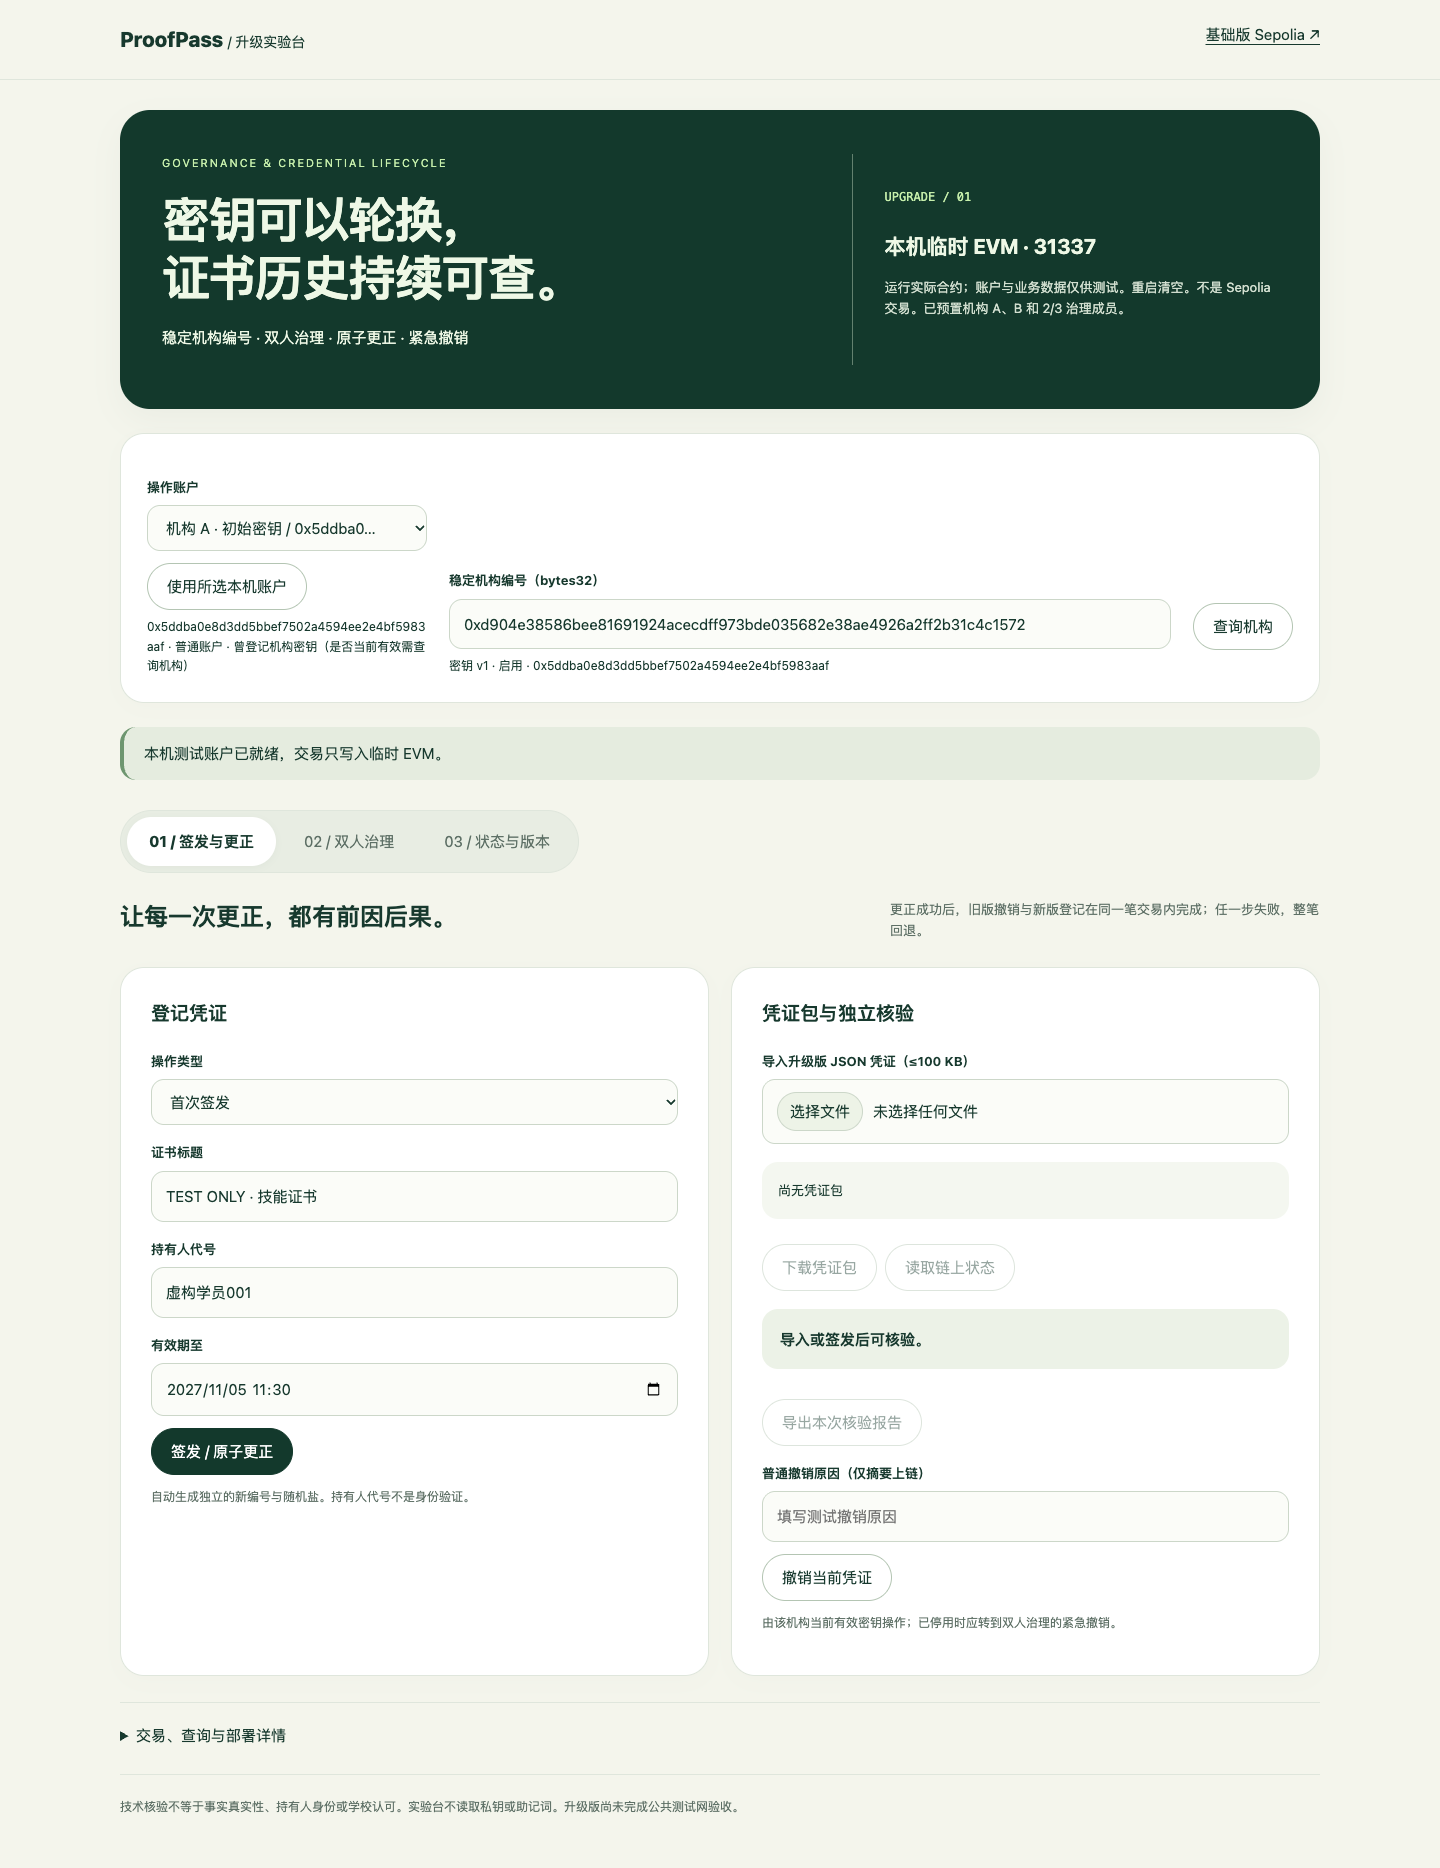 ProofPass / 升级实验台
基础版 Sepolia ↗
GOVERNANCE & CREDENTIAL LIFECYCLE
密钥可以轮换，
证书历史持续可查。
稳定机构编号 · 双人治理 · 原子更正 · 紧急撤销
UPGRADE / 01
本机临时 EVM · 31337
运行实际合约；账户与业务数据仅供测试。重启清空。不是 Sepolia
交易。已预置机构 A、B 和 2/3 治理成员。
操作账户
机构 A · 初始密钥 / 0x5ddba0...
使用所选本机账户
0x5ddba0e8d3dd5bbef7502a4594ee2e4bf5983
aaf · 普通账户 · 曾登记机构密钥（是否当前有效需查
询机构）
稳定机构编号（bytes32）
0xd904e38586bee81691924acecdff973bde035682e38ae4926a2ff2b31c4c1572
密钥 v1 · 启用 · 0x5ddba0e8d3dd5bbef7502a4594ee2e4bf5983aaf
查询机构
本机测试账户已就绪，交易只写入临时 EVM。
01 / 签发与更正
02 / 双人治理
03 / 状态与版本
让每一次更正，都有前因后果。
更正成功后，旧版撤销与新版登记在同一笔交易内完成；任一步失败，整笔
回退。
登记凭证
操作类型
首次签发
证书标题
TEST ONLY · 技能证书
持有人代号
虚构学员001
有效期至
2027/11/05 11:30
签发 / 原子更正
自动生成独立的新编号与随机盐。持有人代号不是身份验证。
凭证包与独立核验
导入升级版 JSON 凭证（≤100 KB）
选择文件 未选择任何文件
尚无凭证包
下载凭证包
读取链上状态
导入或签发后可核验。
导出本次核验报告
普通撤销原因（仅摘要上链）
填写测试撤销原因
撤销当前凭证
由该机构当前有效密钥操作；已停用时应转到双人治理的紧急撤销。
▶ 交易、查询与部署详情
技术核验不等于事实真实性、持有人身份或学校认可。实验台不读取私钥或助记词。升级版尚未完成公共测试网验收。